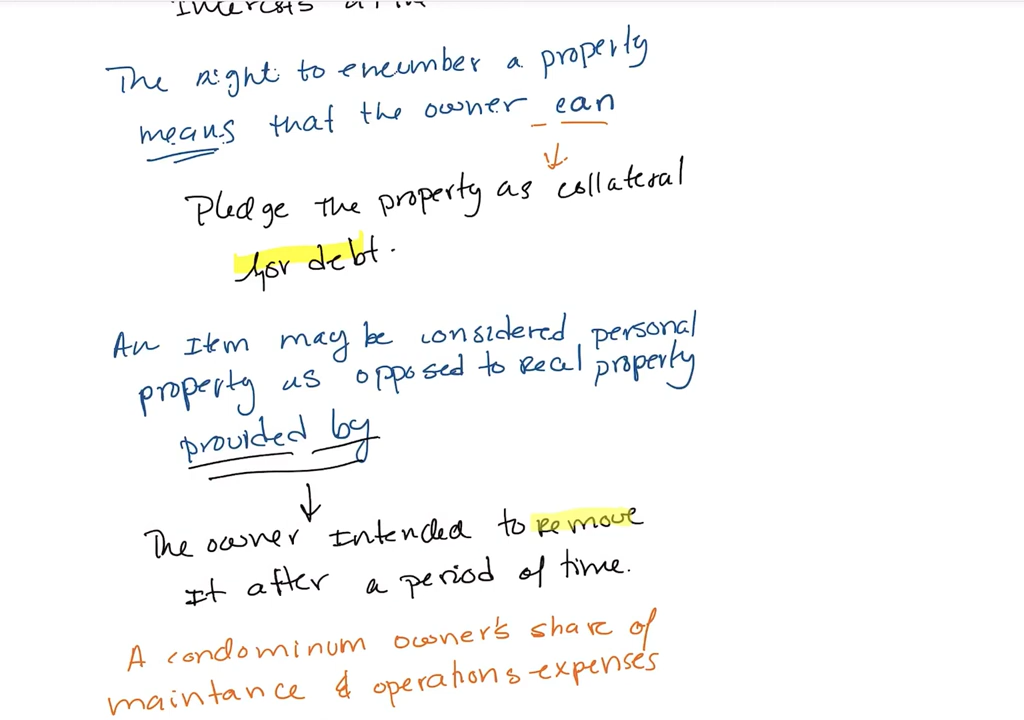 Interests
The right to encumber a property
means that the owner can
Pledge the property as collateral
for debt.
An Item may be considered personal
property as opposed to Real property
provided by
The owner Intended to Remove
It after a period of time.
A condominum owner's share of
maintance & operations expenses